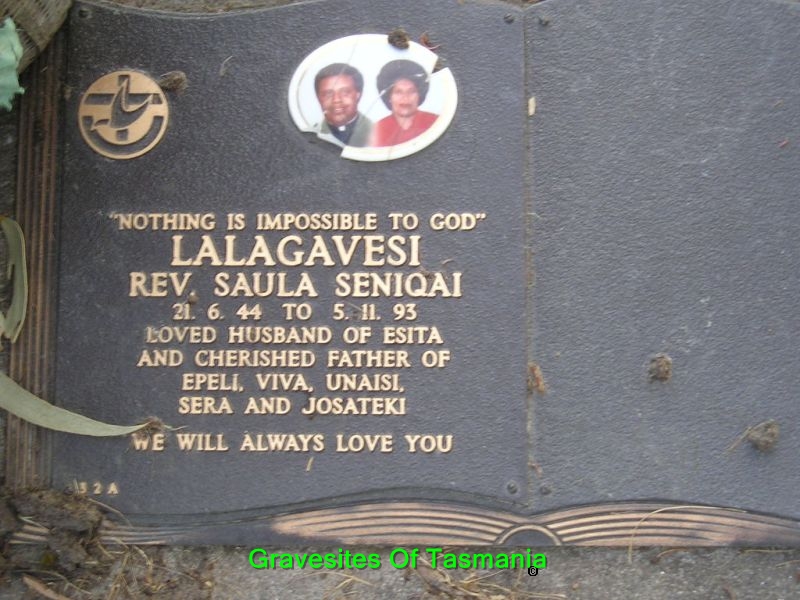 "NOTHING IS IMPOSSIBLE TO GOD"
LALAGAVESI
REV. SAULA SENIQAI
21. 6. 44 TO 5. 11. 93
LOVED HUSBAND OF ESITA
AND CHERISHED FATHER OF
EPELI, VIVA, UNAISI,
SERA AND JOSATEKI
WE WILL ALWAYS LOVE YOU
52 A
Gravesites Of Tasmania
©